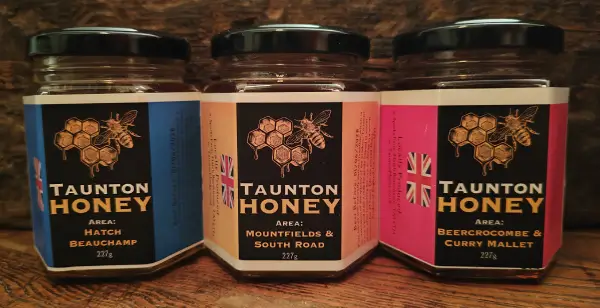 TAUNTON
HONEY
AREA:
HATCH
BEAUCHAMP
227g
TAUNTON
HONEY
AREA:
MOUNTFIELDS &
SOUTH ROAD
227g
TAUNTON
HONEY
AREA:
BEERCROCOMBE &
CURRY MALLET
227g